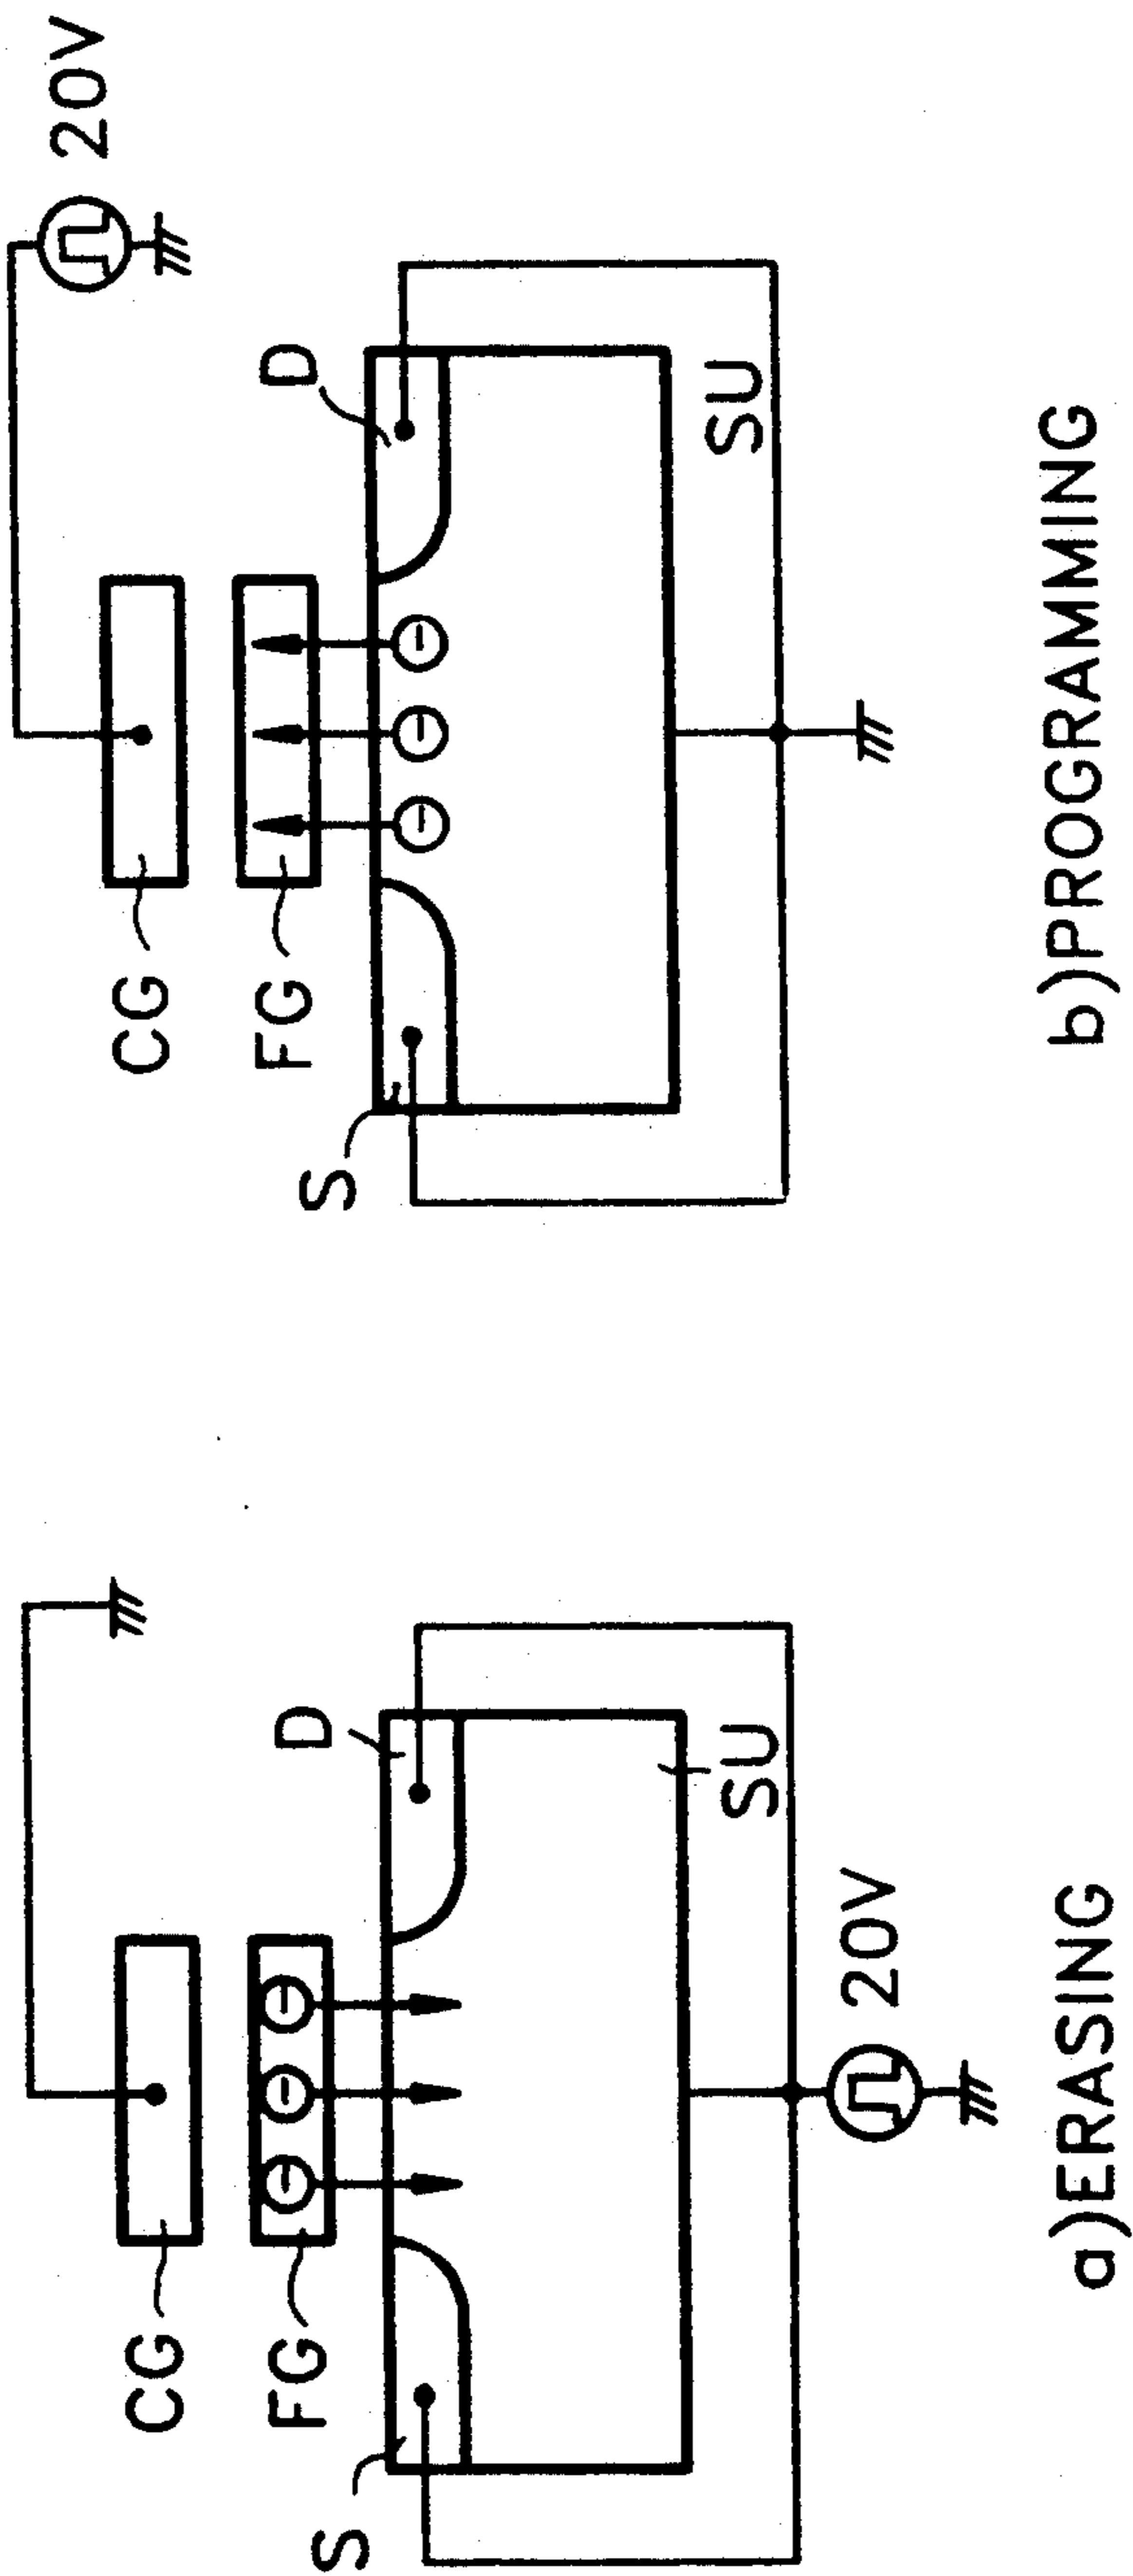 CG
FG
S
D
SU
20V
a)ERASING
20V
CG
FG
S
D
SU
b)PROGRAMMING